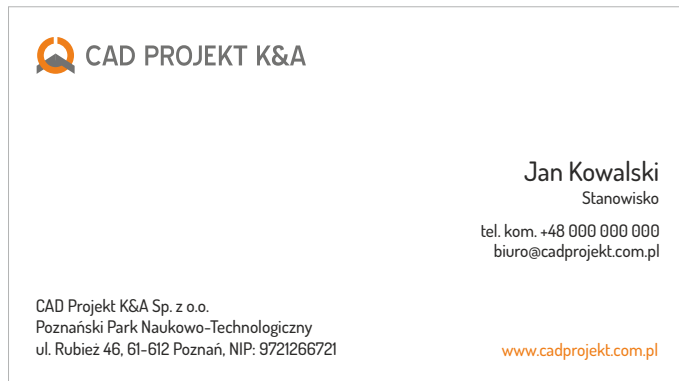 CAD PROJEKT K&A
Jan Kowalski
Stanowisko
tel. kom. +48 000 000 000
biuro@cadprojekt.com.pl
CAD Projekt K&A Sp. z o.o.
Poznański Park Naukowo-Technologiczny
ul. Rubież 46, 61-612 Poznań, NIP: 9721266721
www.cadprojekt.com.pl